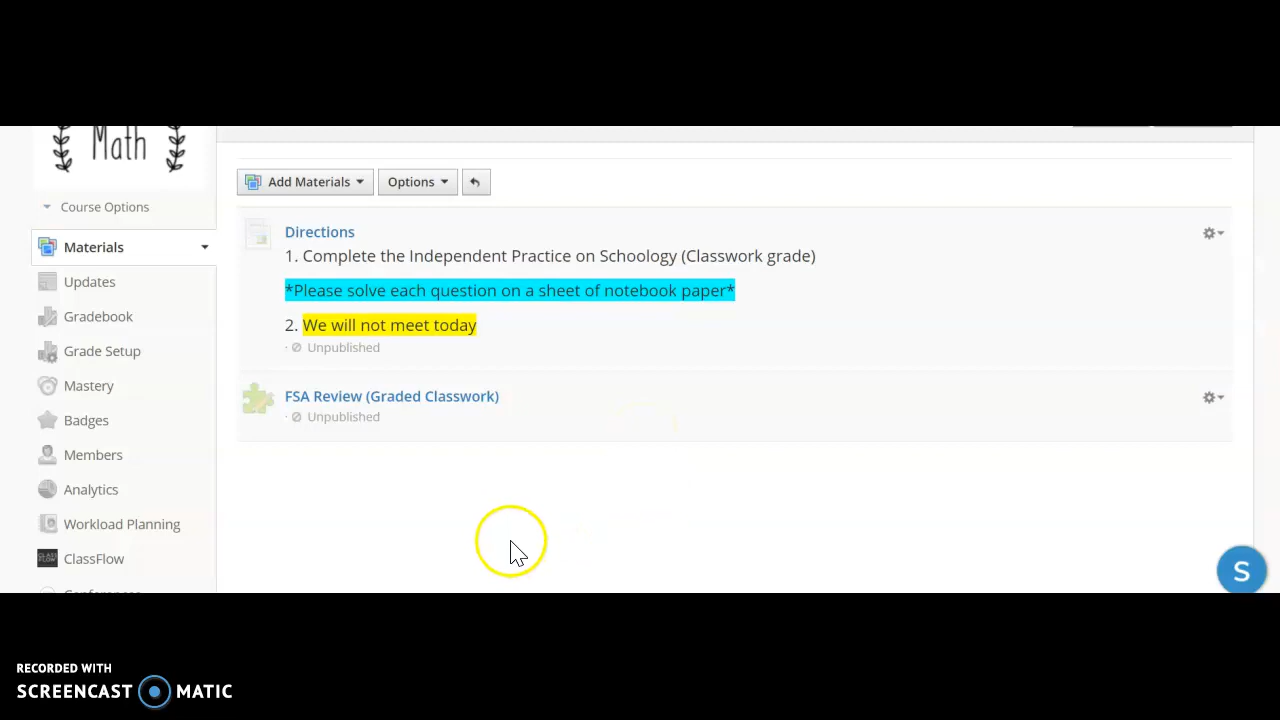 Math
Course Options
Materials
Updates
Gradebook
Grade Setup
Mastery
Badges
Members
Analytics
Workload Planning
ClassFlow
Add Materials
Options
Directions
1. Complete the Independent Practice on Schoology (Classwork grade)
*Please solve each question on a sheet of notebook paper*
2. We will not meet today
· Unpublished
FSA Review (Graded Classwork)
· Unpublished
S
RECORDED WITH
SCREENCAST MATIC